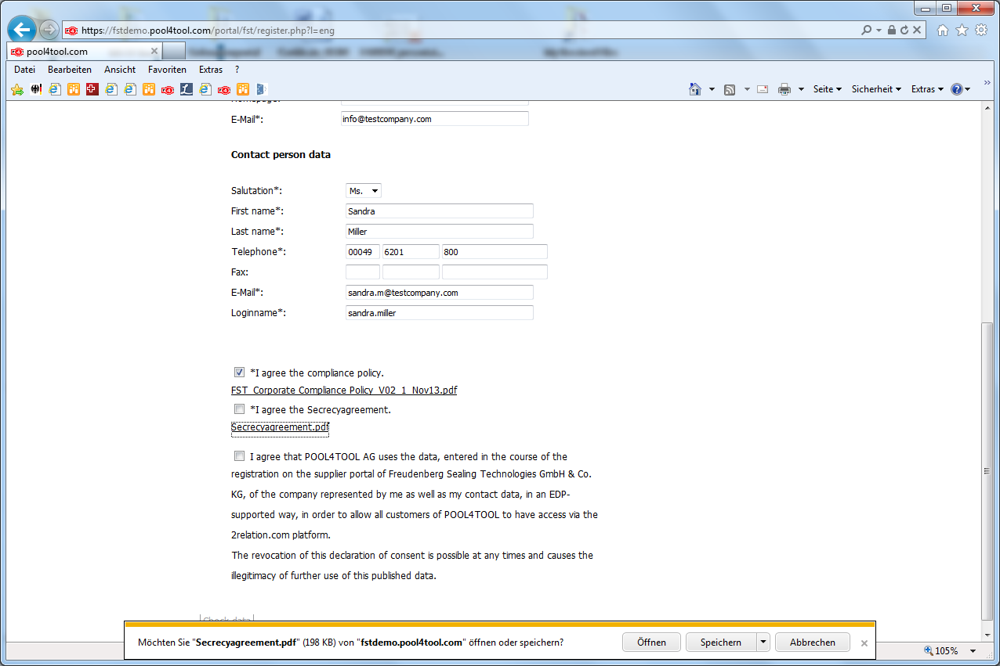 https://fstdemo.pool4tool.com/portal/fst/register.php?l=eng
pool4tool.com
Datei Bearbeiten Ansicht Favoriten Extras ?
Seite Sicherheit Extras
E-Mail*: info@testcompany.com
Contact person data
Salutation*: Ms.
First name*: Sandra
Last name*: Miller
Telephone*: 00049 6201 800
Fax:
E-Mail*: sandra.m@testcompany.com
Loginname*: sandra.miller
*I agree the compliance policy.
FST_Corporate Compliance Policy_V02_1_Nov13.pdf
*I agree the Secrecyagreement.
Secrecyagreement.pdf
I agree that POOL4TOOL AG uses the data, entered in the course of the
registration on the supplier portal of Freudenberg Sealing Technologies GmbH & Co.
KG, of the company represented by me as well as my contact data, in an EDP-
supported way, in order to allow all customers of POOL4TOOL to have access via the
2relation.com platform.
The revocation of this declaration of consent is possible at any times and causes the
illegitimacy of further use of this published data.
Check data
Möchten Sie "Secrecyagreement.pdf" (198 KB) von "fstdemo.pool4tool.com" öffnen oder speichern? Öffnen Speichern Abbrechen
105%